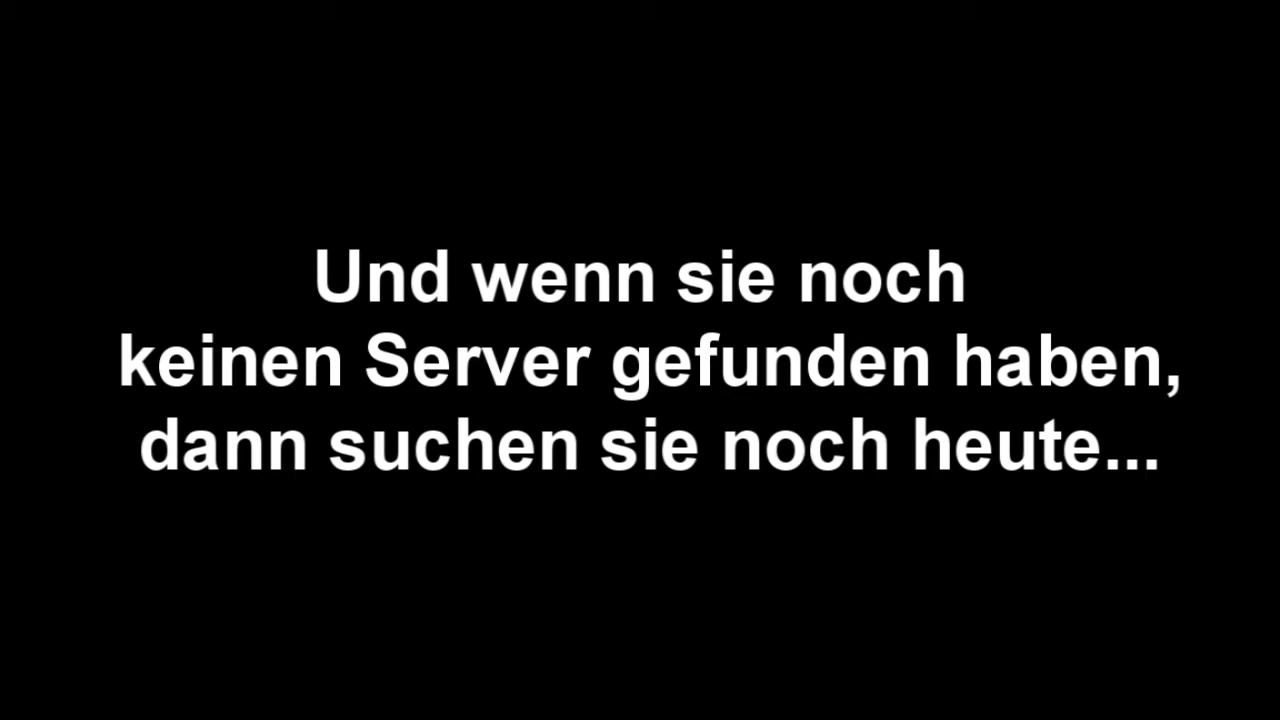 Und wenn sie noch
keinen Server gefunden haben,
dann suchen sie noch heute...